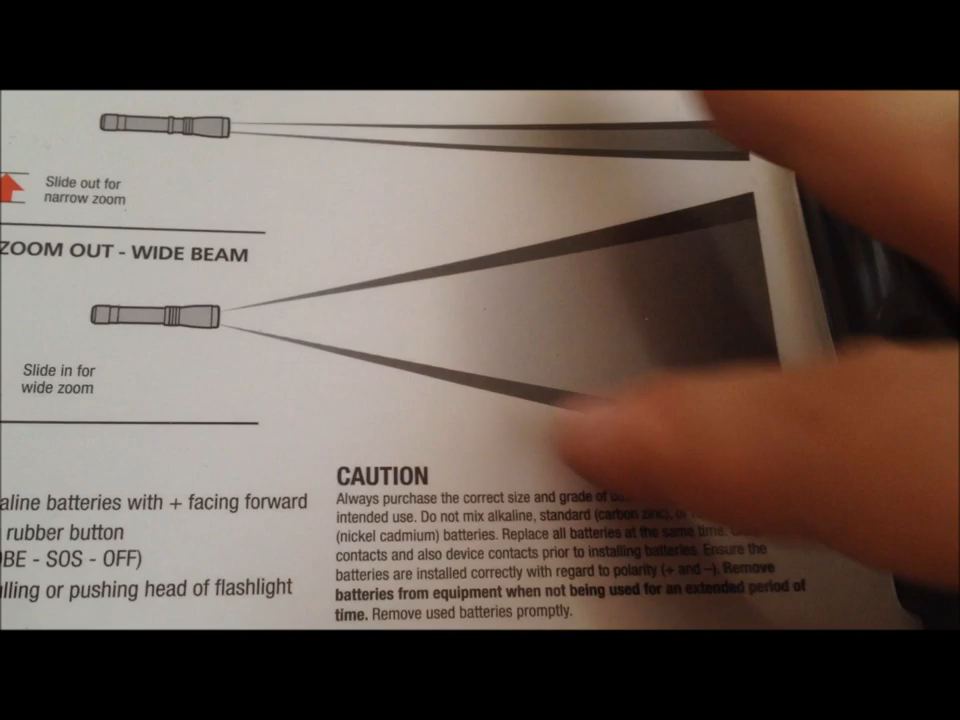 Slide out for
narrow zoom
ZOOM OUT - WIDE BEAM
Slide in for
wide zoom
aline batteries with + facing forward
rubber button
BE - SOS - OFF)
lling or pushing head of flashlight
CAUTION
Always purchase the correct size and grade of
intended use. Do not mix alkaline, standard (carbon zinc),
(nickel cadmium) batteries. Replace all batteries at the same time.
contacts and also device contacts prior to installing batteries. Ensure the
batteries are installed correctly with regard to polarity (+ and –). Remove
batteries from equipment when not being used for an extended period of
time. Remove used batteries promptly.